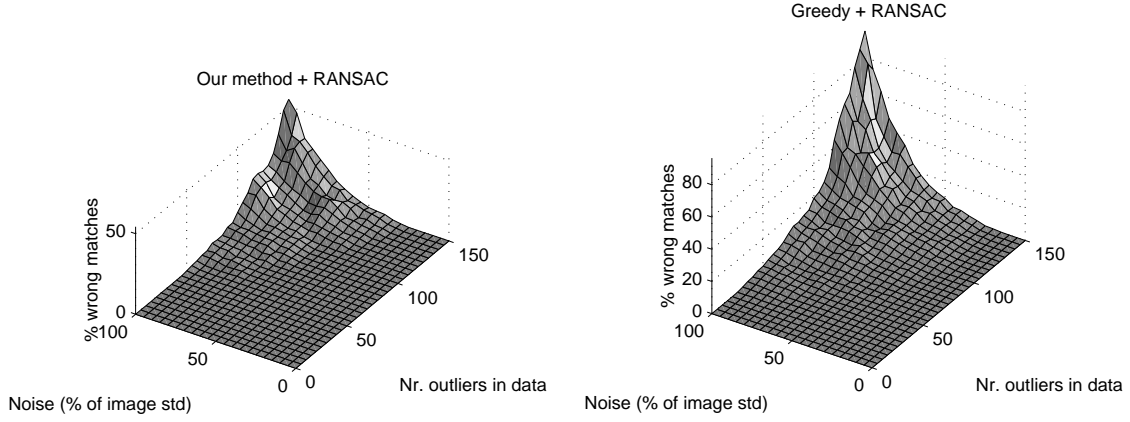 Our method + RANSAC
% wrong matches
50
0
100
50
0
0
50
100
150
Noise (% of image std)
Nr. outliers in data
Greedy + RANSAC
% wrong matches
80
60
40
20
0
100
50
0
0
50
100
150
Noise (% of image std)
Nr. outliers in data